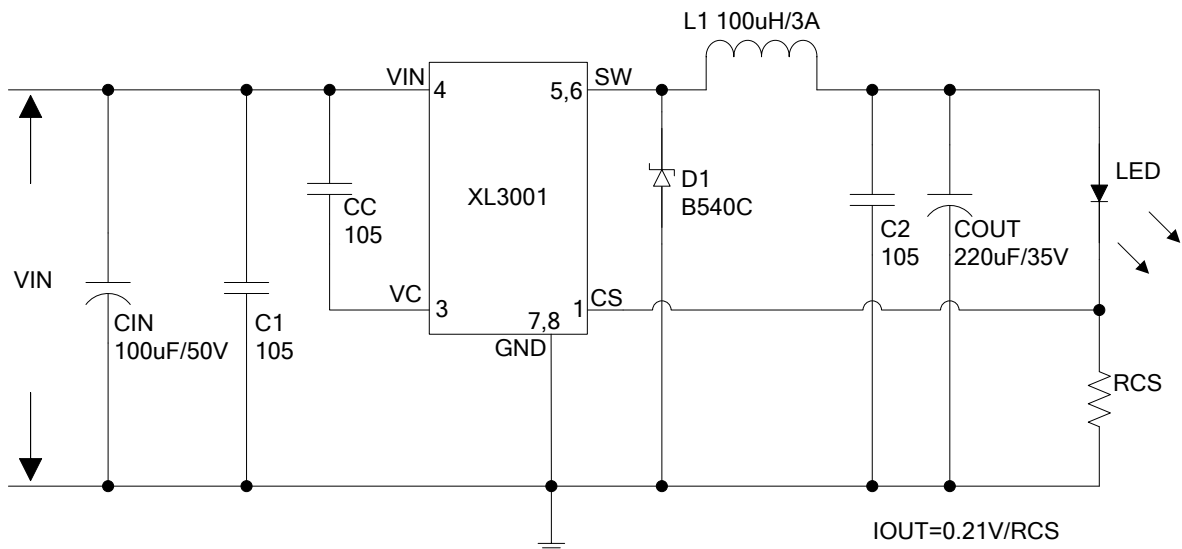 L1 100uH/3A
VIN
4
5,6
SW
XL3001
CC
105
D1
B540C
LED
C2
105
COUT
220uF/35V
VIN
VC
3
1
CS
7,8
GND
CIN
100uF/50V
C1
105
RCS
IOUT=0.21V/RCS